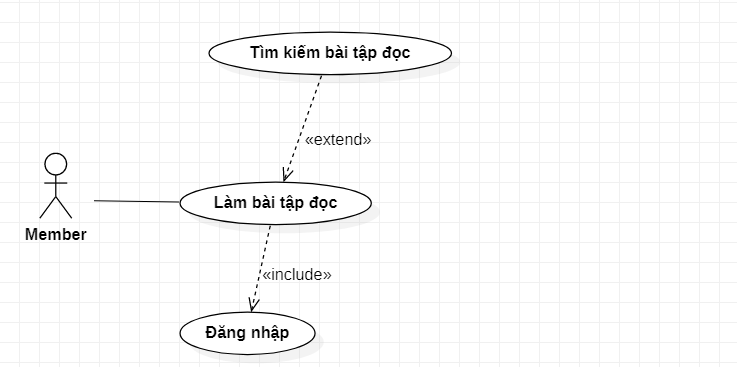 Tìm kiếm bài tập đọc
«extend»
Làm bài tập đọc
Member
«include»
Đăng nhập